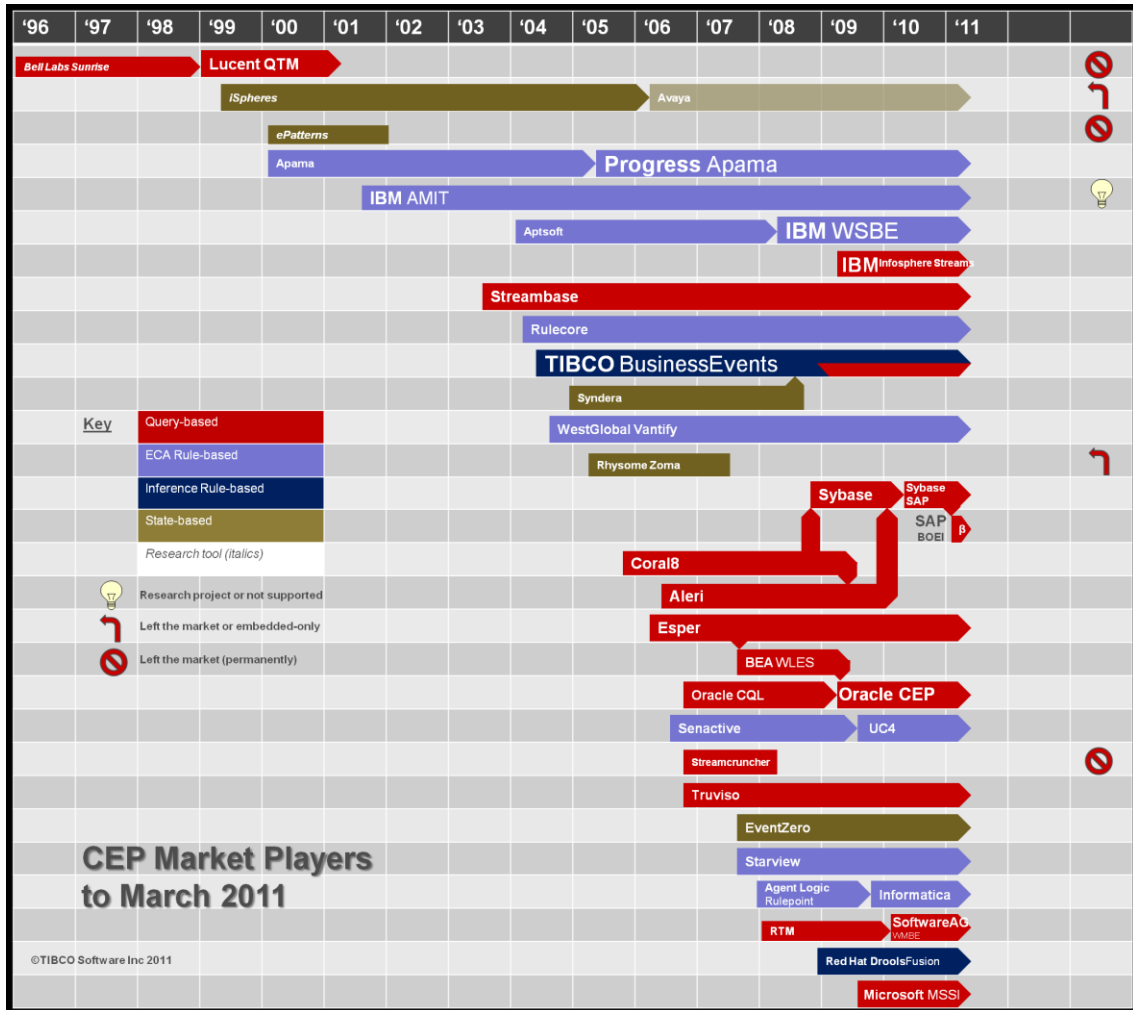 ‘96 ‘97 ‘98 ‘99 ‘00 ‘01 ‘02 ‘03 ‘04 ‘05 ‘06 ‘07 ‘08 ‘09 ‘10 ‘11
Bell Labs Sunrise Lucent QTM
iSpheres Avaya
ePatterns
Apama Progress Apama
IBM AMIT
Aptsoft IBM WSBE
IBM Infosphere Streams
Streambase
Rulecore
TIBCO BusinessEvents
Syndera
WestGlobal Vantify
Rhysome Zoma
Sybase Sybase
SAP
SAP
BOEI
β
Coral8
Aleri
Esper
BEA WLES
Oracle CQL Oracle CEP
Senactive UC4
Streamcruncher
Truviso
EventZero
Starview
Agent Logic
Rulepoint
Informatica
RTM SoftwareAG
WMBE
Red Hat DroolsFusion
Microsoft MSSI
Key
Query-based
ECA Rule-based
Inference Rule-based
State-based
Research tool (italics)
Research project or not supported
Left the market or embedded-only
Left the market (permanently)
CEP Market Players
to March 2011
©TIBCO Software Inc 2011